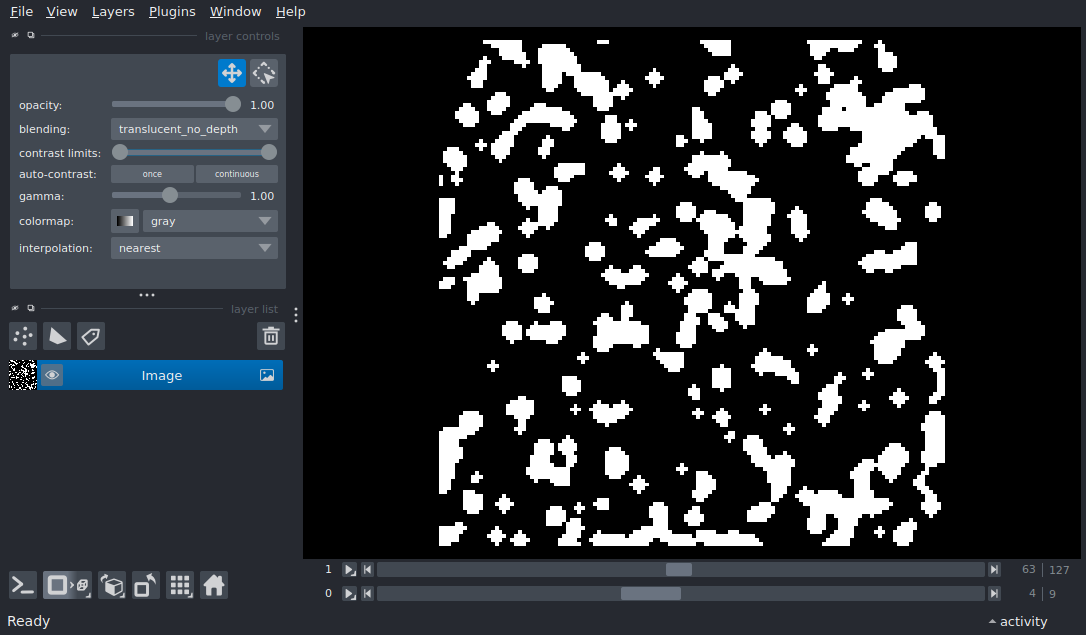 File View Layers Plugins Window Help
layer controls
opacity: 1.00
blending: translucent_no_depth
contrast limits:
auto-contrast: once continuous
gamma: 1.00
colormap: gray
interpolation: nearest
layer list
Image
1 63 127
0 4 9
Ready activity